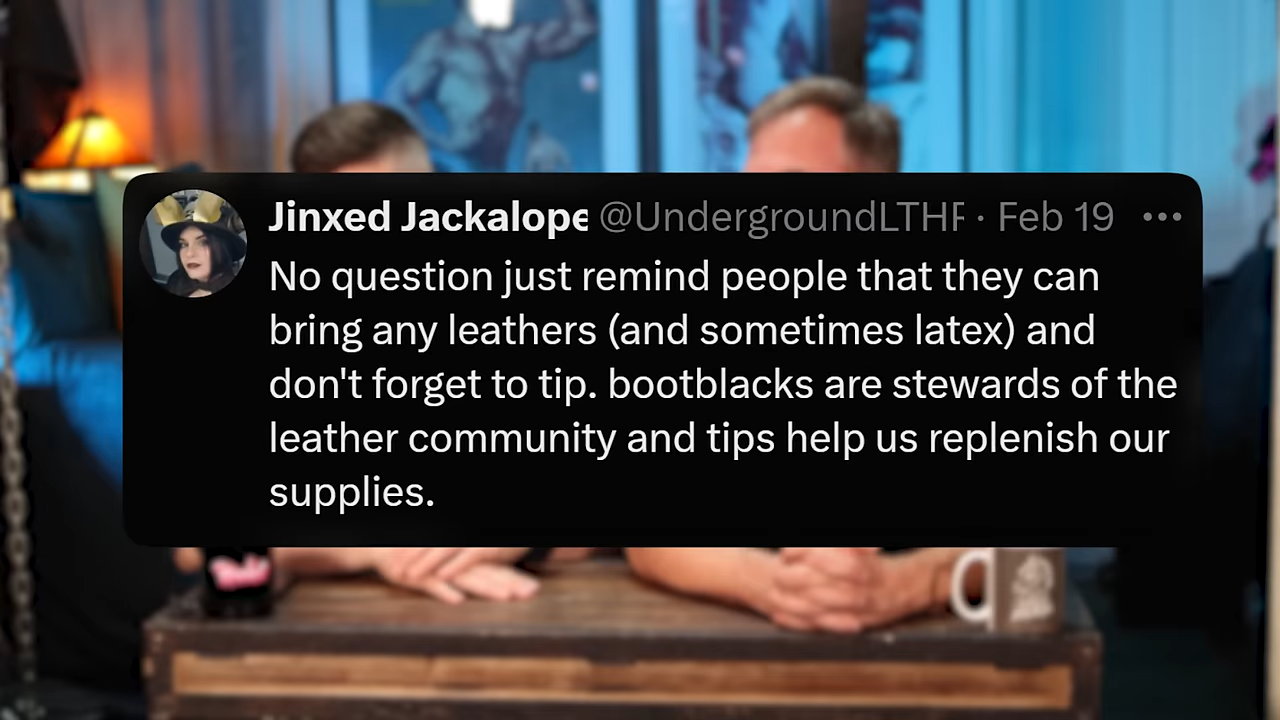 Jinxed Jackalope @UndergroundLTHR · Feb 19 ···
No question just remind people that they can
bring any leathers (and sometimes latex) and
don't forget to tip. bootblacks are stewards of the
leather community and tips help us replenish our
supplies.